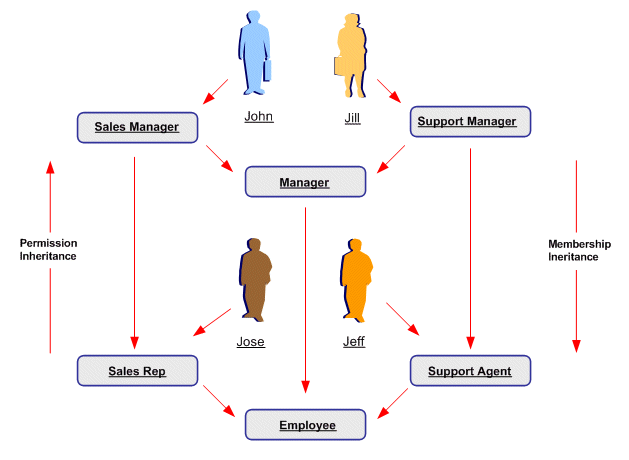 John
Jill
Sales Manager
Support Manager
Manager
Permission
Inheritance
Membership
Ineritance
Jose
Jeff
Sales Rep
Support Agent
Employee